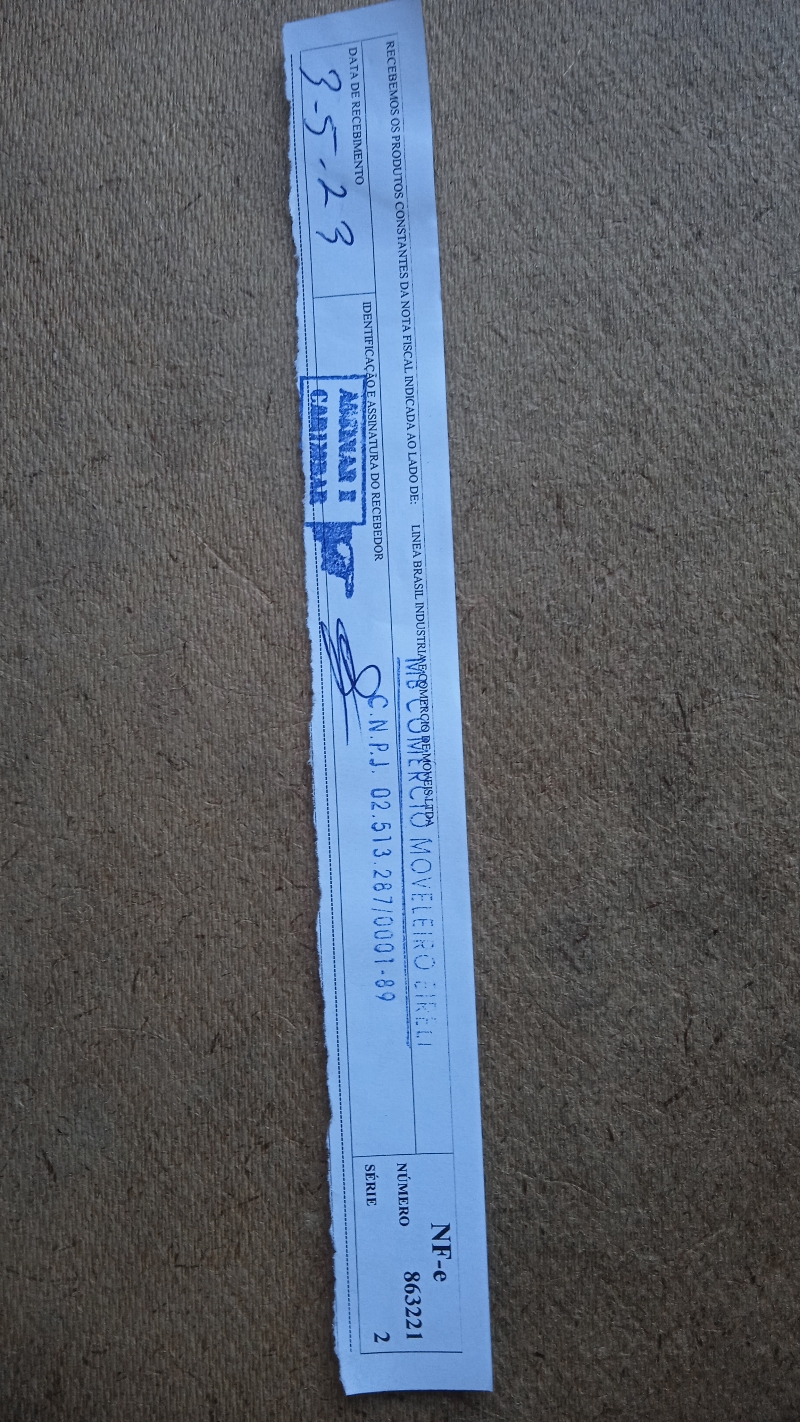 RECEBEMOS OS PRODUTOS CONSTANTES DA NOTA FISCAL INDICADA AO LADO DE: LINEA BRASIL INDUSTRIA E COMERCIO DE MOVEIS LTDA
MB COMERCIO MOVELEIRO EIRELI
NF-e
DATA DE RECEBIMENTO
3-5-23
IDENTIFICAÇÃO E ASSINATURA DO RECEBEDOR
ASSINAR E
CARIMBAR
C.N.P.J. 02.513.287/0001-89
NÚMERO 863221
SÉRIE 2